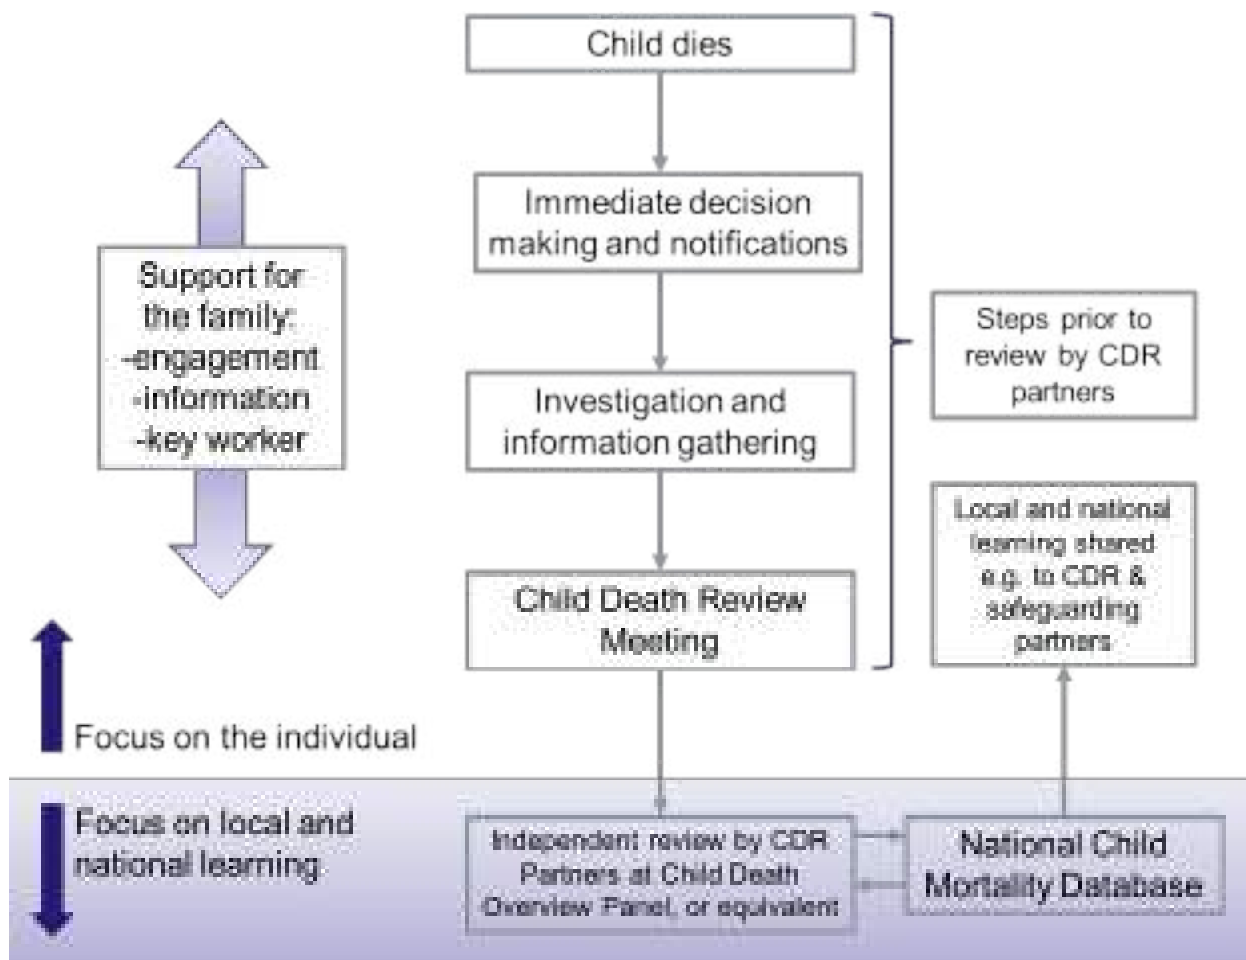 Child dies
Immediate decision
making and notifications
Support for
the family:
-engagement
-information
-key worker
Steps prior to
review by CDR
partners
Investigation and
information gathering
Local and national
learning shared
e.g. to CDR &
safeguarding
partners
Child Death Review
Meeting
Focus on the individual
Focus on local and
national learning
Independent review by CDR
Partners at Child Death
Overview Panel, or equivalent
National Child
Mortality Database